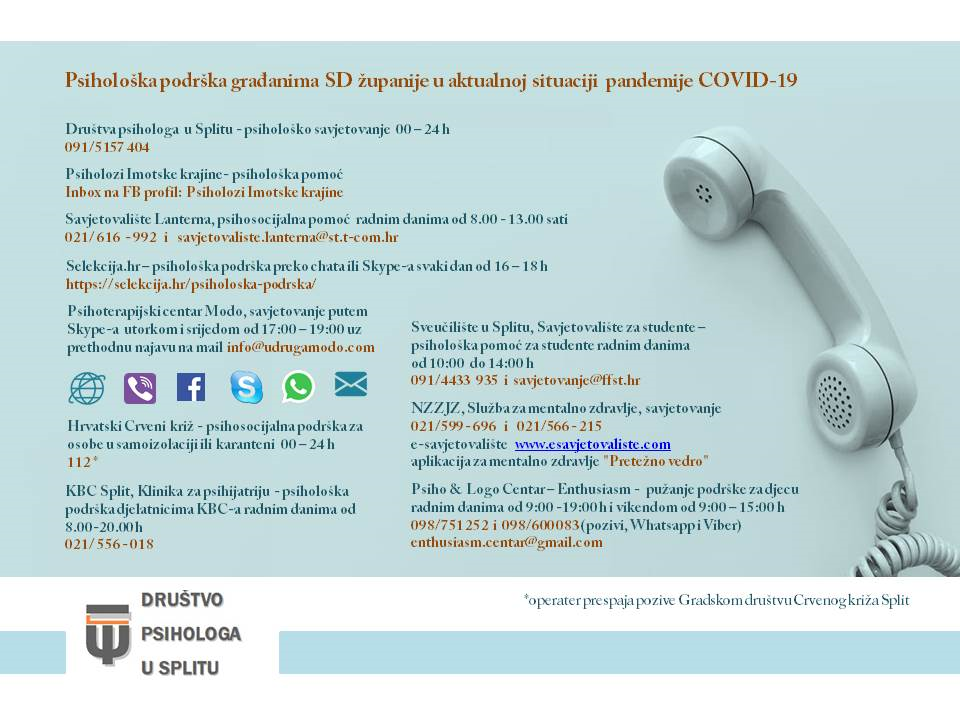 Psihološka podrška građanima SD županije u aktualnoj situaciji pandemije COVID-19
Društva psihologa u Splitu - psihološko savjetovanje 00 – 24 h
091/5157 404
Psiholozi Imotske krajine- psihološka pomoć
Inbox na FB profil: Psiholozi Imotske krajine
Savjetovalište Lanterna, psihosocijalna pomoć radnim danima od 8.00 - 13.00 sati
021/ 616 - 992 i savjetovaliste.lanterna@st.t-com.hr
Selekcija.hr – psihološka podrška preko chata ili Skype-a svaki dan od 16 – 18 h
https://selekcija.hr/psiholoska-podrska/
Psihoterapijski centar Modo, savjetovanje putem
Skype-a utorkom i srijedom od 17:00 – 19:00 uz
prethodnu najavu na mail info@udrugamodo.com
Hrvatski Crveni križ - psihosocijalna podrška za
osobe u samoizolaciji ili karanteni 00 – 24 h
112*
KBC Split, Klinika za psihijatriju - psihološka
podrška djelatnicima KBC-a radnim danima od
8.00-20.00 h
021/ 556 - 018
Sveučilište u Splitu, Savjetovalište za studente –
psihološka pomoć za studente radnim danima
od 10:00 do 14:00 h
091/4433 935 i savjetovanje@ffst.hr
NZZJZ, Služba za mentalno zdravlje, savjetovanje
021/599 - 696 i 021/566 - 215
e-savjetovalište www.esavjetovaliste.com
aplikacija za mentalno zdravlje "Pretežno vedro"
Psiho & Logo Centar – Enthusiasm - pužanje podrške za djecu
radnim danima od 9:00 -19:00h i vikendom od 9:00 – 15:00 h
098/751252 i 098/600083 (pozivi, Whatsapp i Viber)
enthusiasm.centar@gmail.com
*operater prespaja pozive Gradskom društvu Crvenog križa Split
DRUŠTVO
PSIHOLOGA
U SPLITU